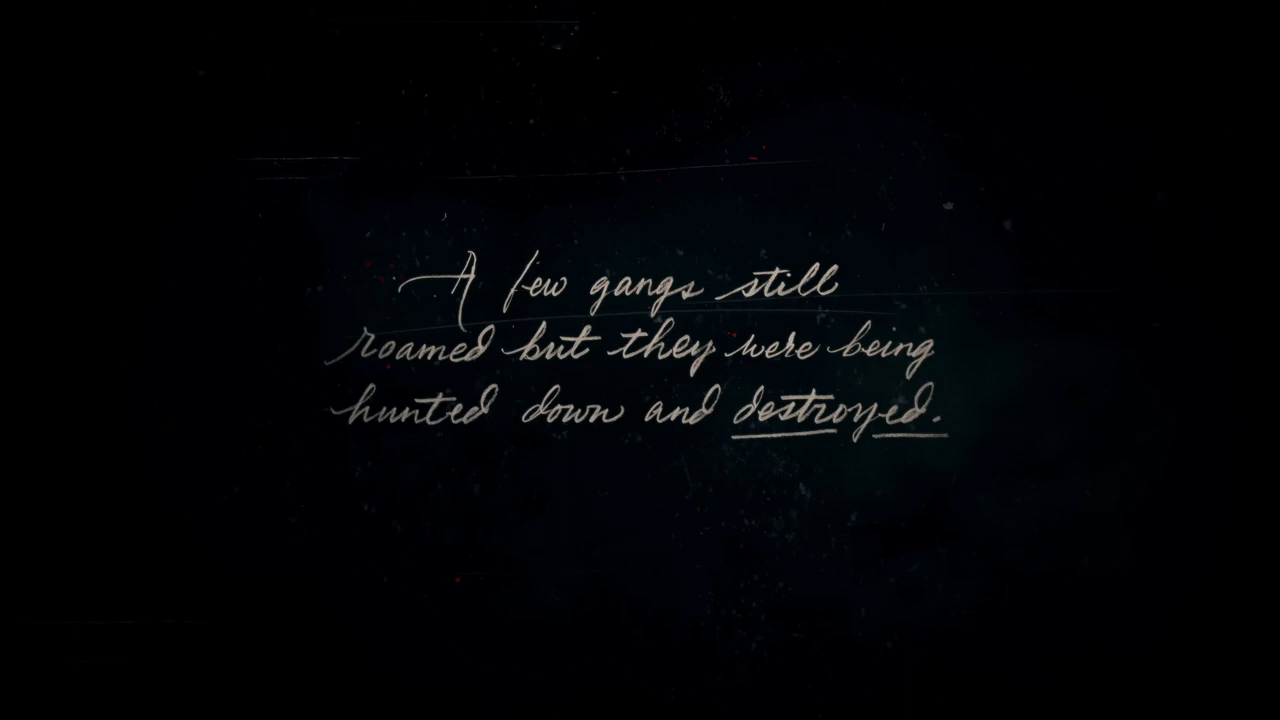 A few gangs still
roamed but they were being
hunted down and destroyed.